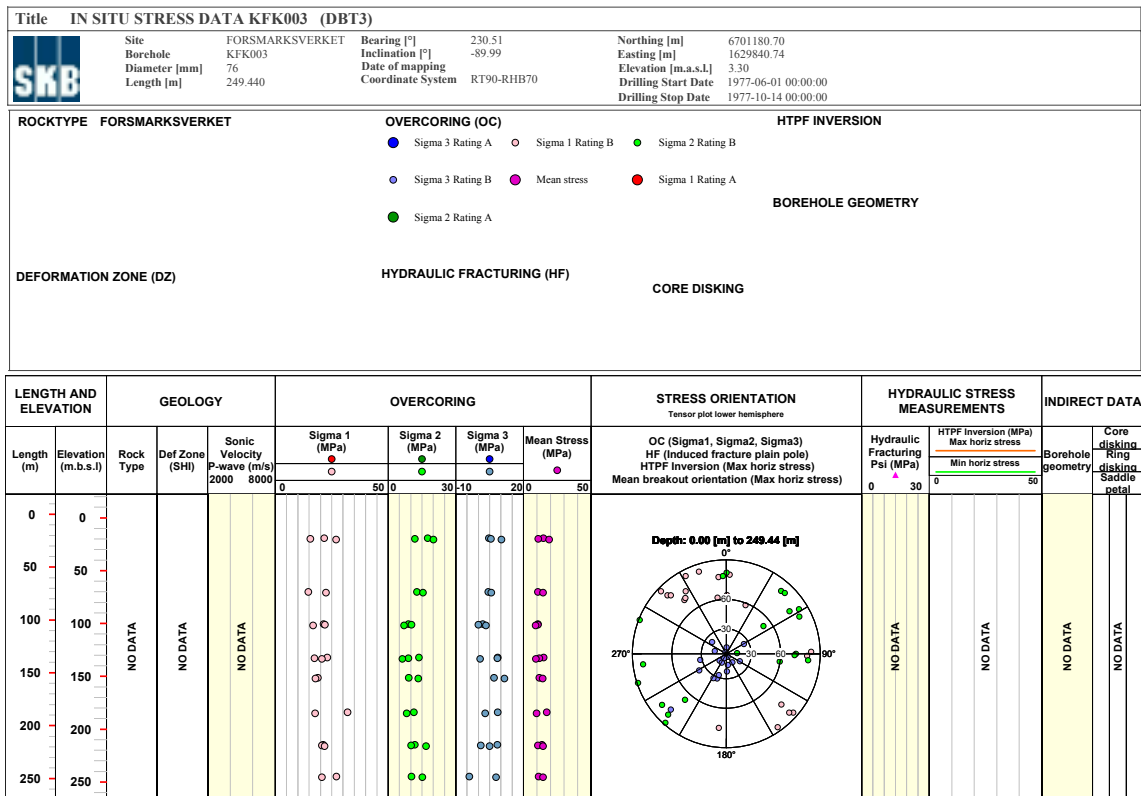 Title IN SITU STRESS DATA KFK003 (DBT3)
SKB
Site FORSMARKSVERKET
Borehole KFK003
Diameter [mm] 76
Length [m] 249.440
Bearing [°] 230.51
Inclination [°] -89.99
Date of mapping
Coordinate System RT90-RHB70
Northing [m] 6701180.70
Easting [m] 1629840.74
Elevation [m.a.s.l.] 3.30
Drilling Start Date 1977-06-01 00:00:00
Drilling Stop Date 1977-10-14 00:00:00
ROCKTYPE FORSMARKSVERKET
OVERCORING (OC)
HTPF INVERSION
Sigma 3 Rating A
Sigma 1 Rating B
Sigma 2 Rating B
Sigma 3 Rating B
Mean stress
Sigma 1 Rating A
Sigma 2 Rating A
BOREHOLE GEOMETRY
DEFORMATION ZONE (DZ)
HYDRAULIC FRACTURING (HF)
CORE DISKING
LENGTH AND
ELEVATION
GEOLOGY
OVERCORING
STRESS ORIENTATION
Tensor plot lower hemisphere
HYDRAULIC STRESS
MEASUREMENTS
INDIRECT DATA
Length
(m)
Elevation
(m.b.s.l)
Rock
Type
Def Zone
(SHI)
Sonic
Velocity
P-wave (m/s)
2000 8000
Sigma 1
(MPa)
0 50
Sigma 2
(MPa)
0 30
Sigma 3
(MPa)
-10 20
Mean Stress
(MPa)
0 50
OC (Sigma1, Sigma2, Sigma3)
HF (Induced fracture plain pole)
HTPF Inversion (Max horiz stress)
Mean breakout orientation (Max horiz stress)
Hydraulic
Fracturing
Psi (MPa)
0 30
HTPF Inversion (MPa)
Max horiz stress
Min horiz stress
0 50
Borehole
geometry
Core
disking
Ring
disking
Saddle
petal
0 0
50 50
100 100
150 150
200 200
250 250
NO DATA
NO DATA
NO DATA
Depth: 0.00 [m] to 249.44 [m]
0°
60
30
270° 30 60 90°
180°
NO DATA
NO DATA
NO DATA
NO DATA